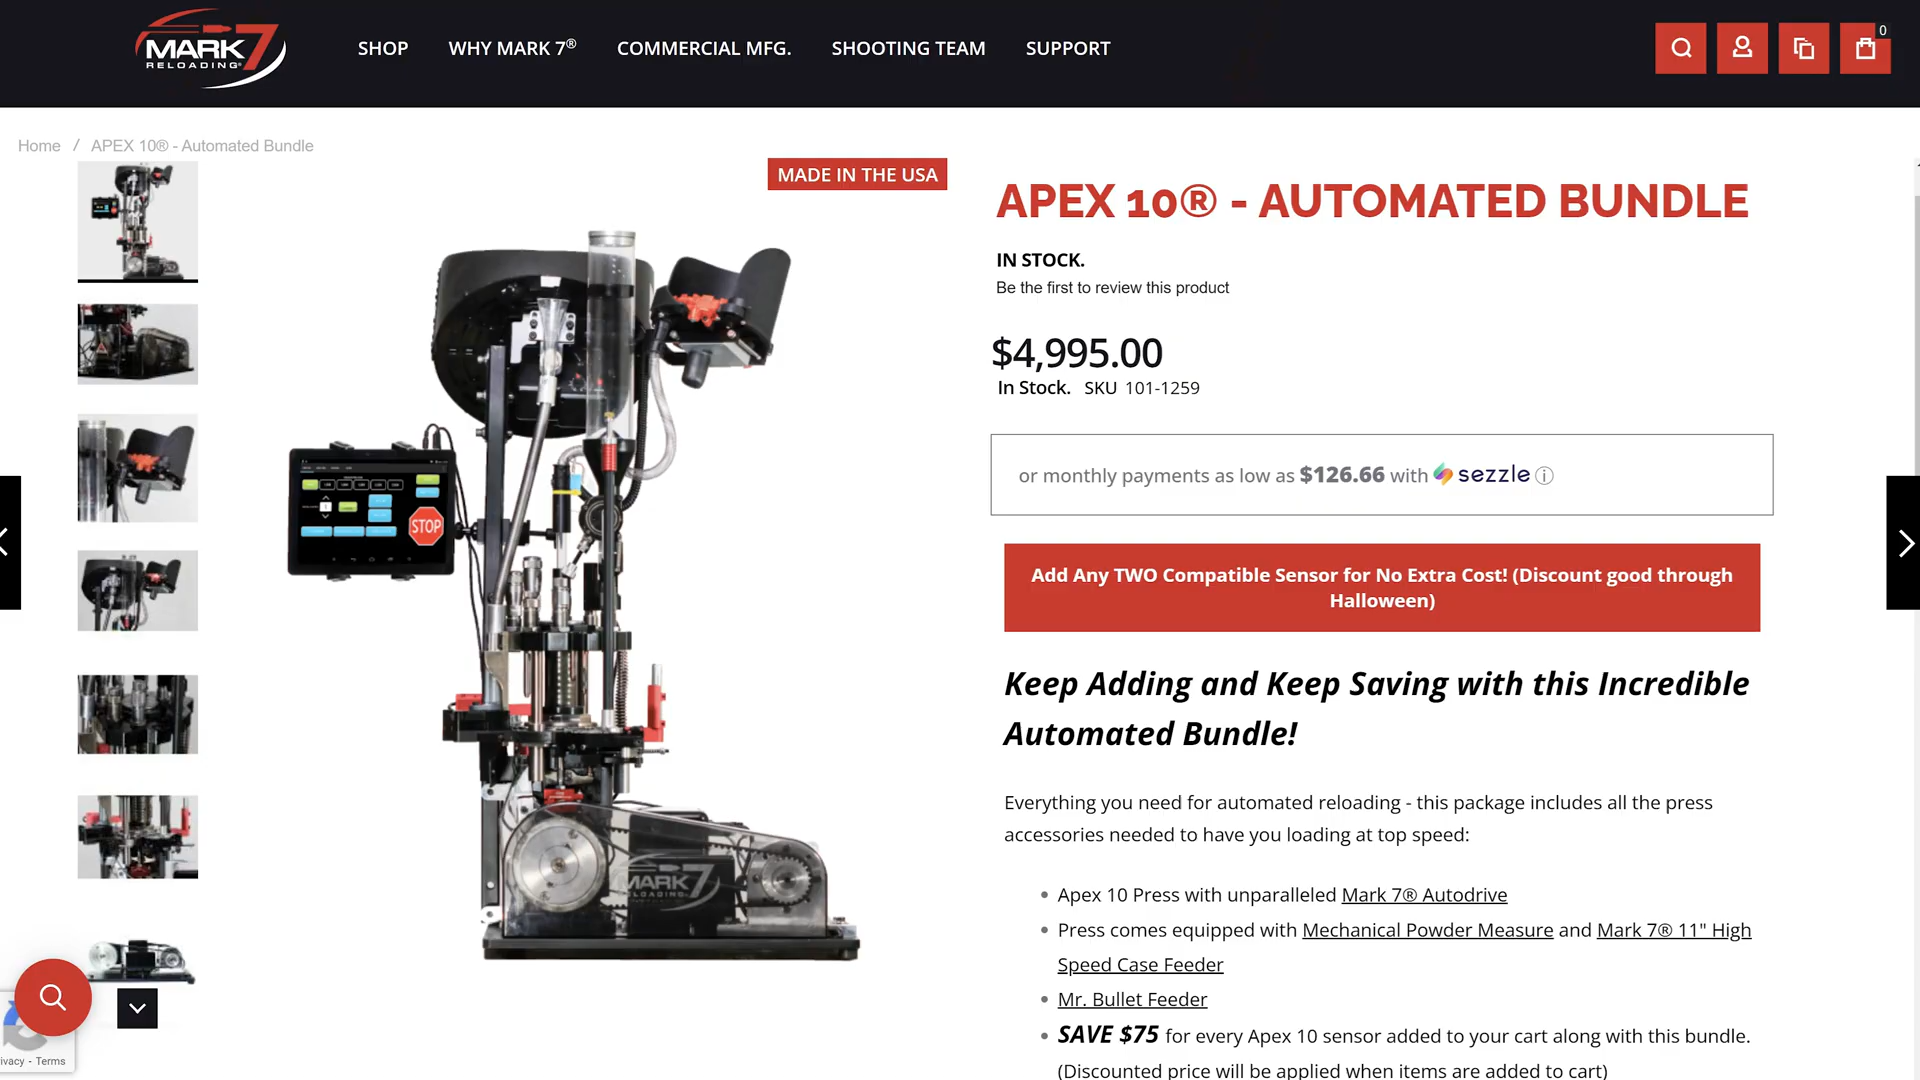 MARK 7
RELOADING
SHOP
WHY MARK 7®
COMMERCIAL MFG.
SHOOTING TEAM
SUPPORT
0
Home / APEX 10® - Automated Bundle
MADE IN THE USA
APEX 10® - AUTOMATED BUNDLE
IN STOCK.
Be the first to review this product
$4,995.00
In Stock. SKU 101-1259
or monthly payments as low as $126.66 with sezzle
Add Any TWO Compatible Sensor for No Extra Cost! (Discount good through
Halloween)
STOP
Keep Adding and Keep Saving with this Incredible
Automated Bundle!
Everything you need for automated reloading - this package includes all the press
accessories needed to have you loading at top speed:
Apex 10 Press with unparalleled Mark 7® Autodrive
Press comes equipped with Mechanical Powder Measure and Mark 7® 11" High
Speed Case Feeder
Mr. Bullet Feeder
SAVE $75 for every Apex 10 sensor added to your cart along with this bundle.
(Discounted price will be applied when items are added to cart)
MARK 7
RELOADING
ivacy - Terms